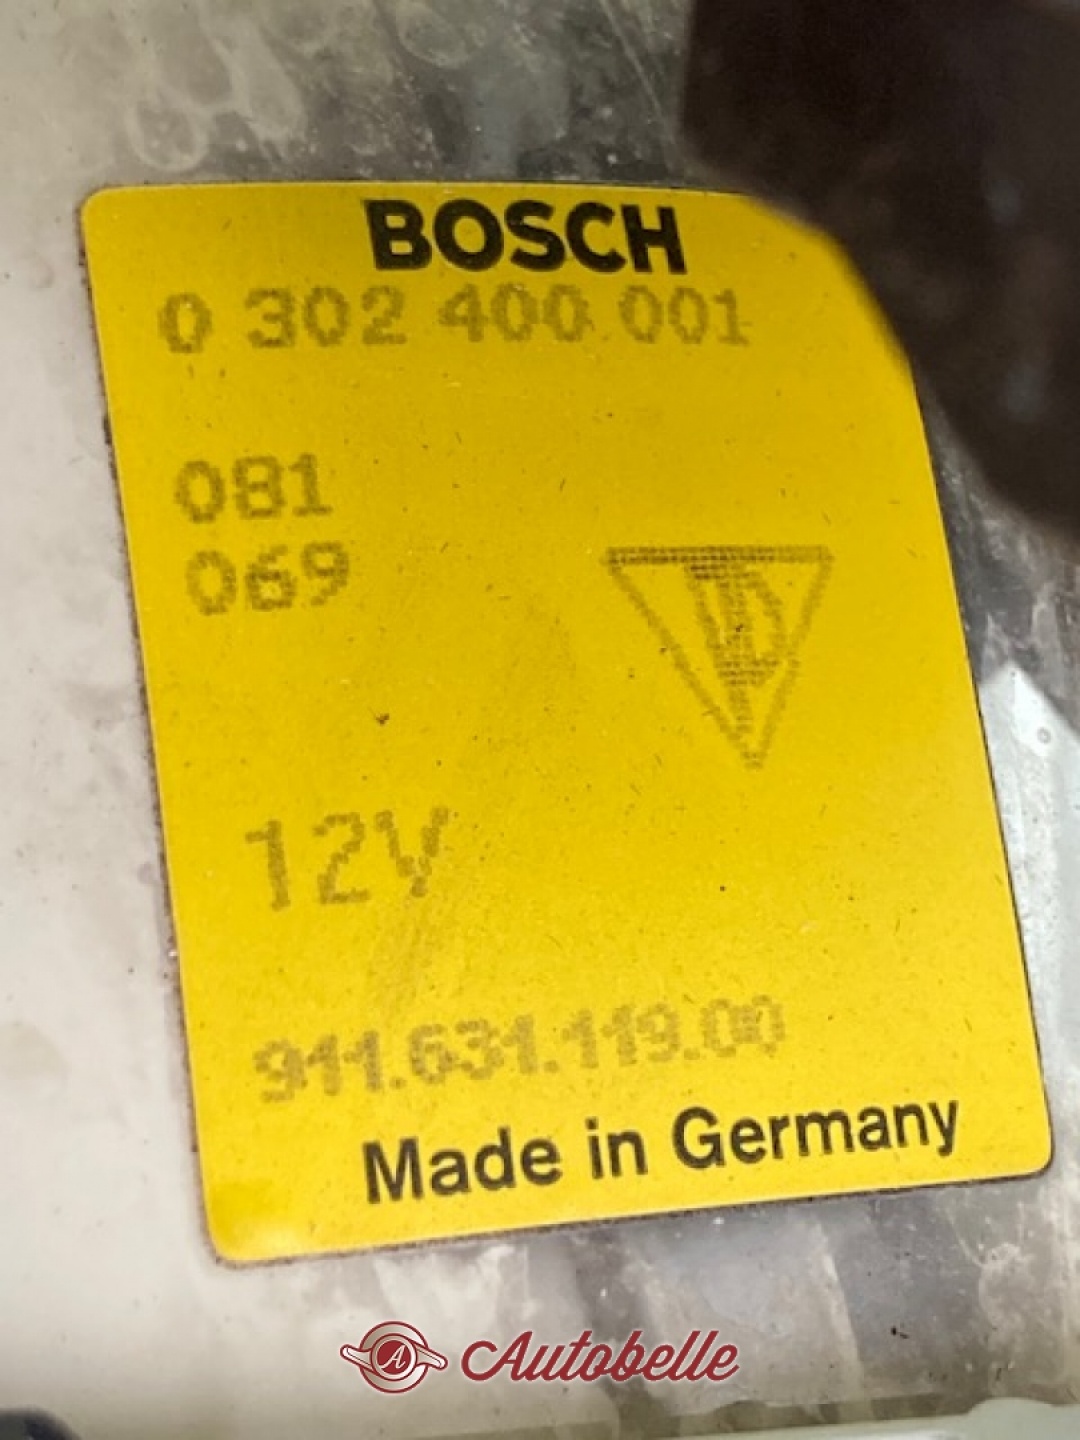 BOSCH
0 302 400 001
081
069
12V
911.631.119.00
Made in Germany
A Autobelle